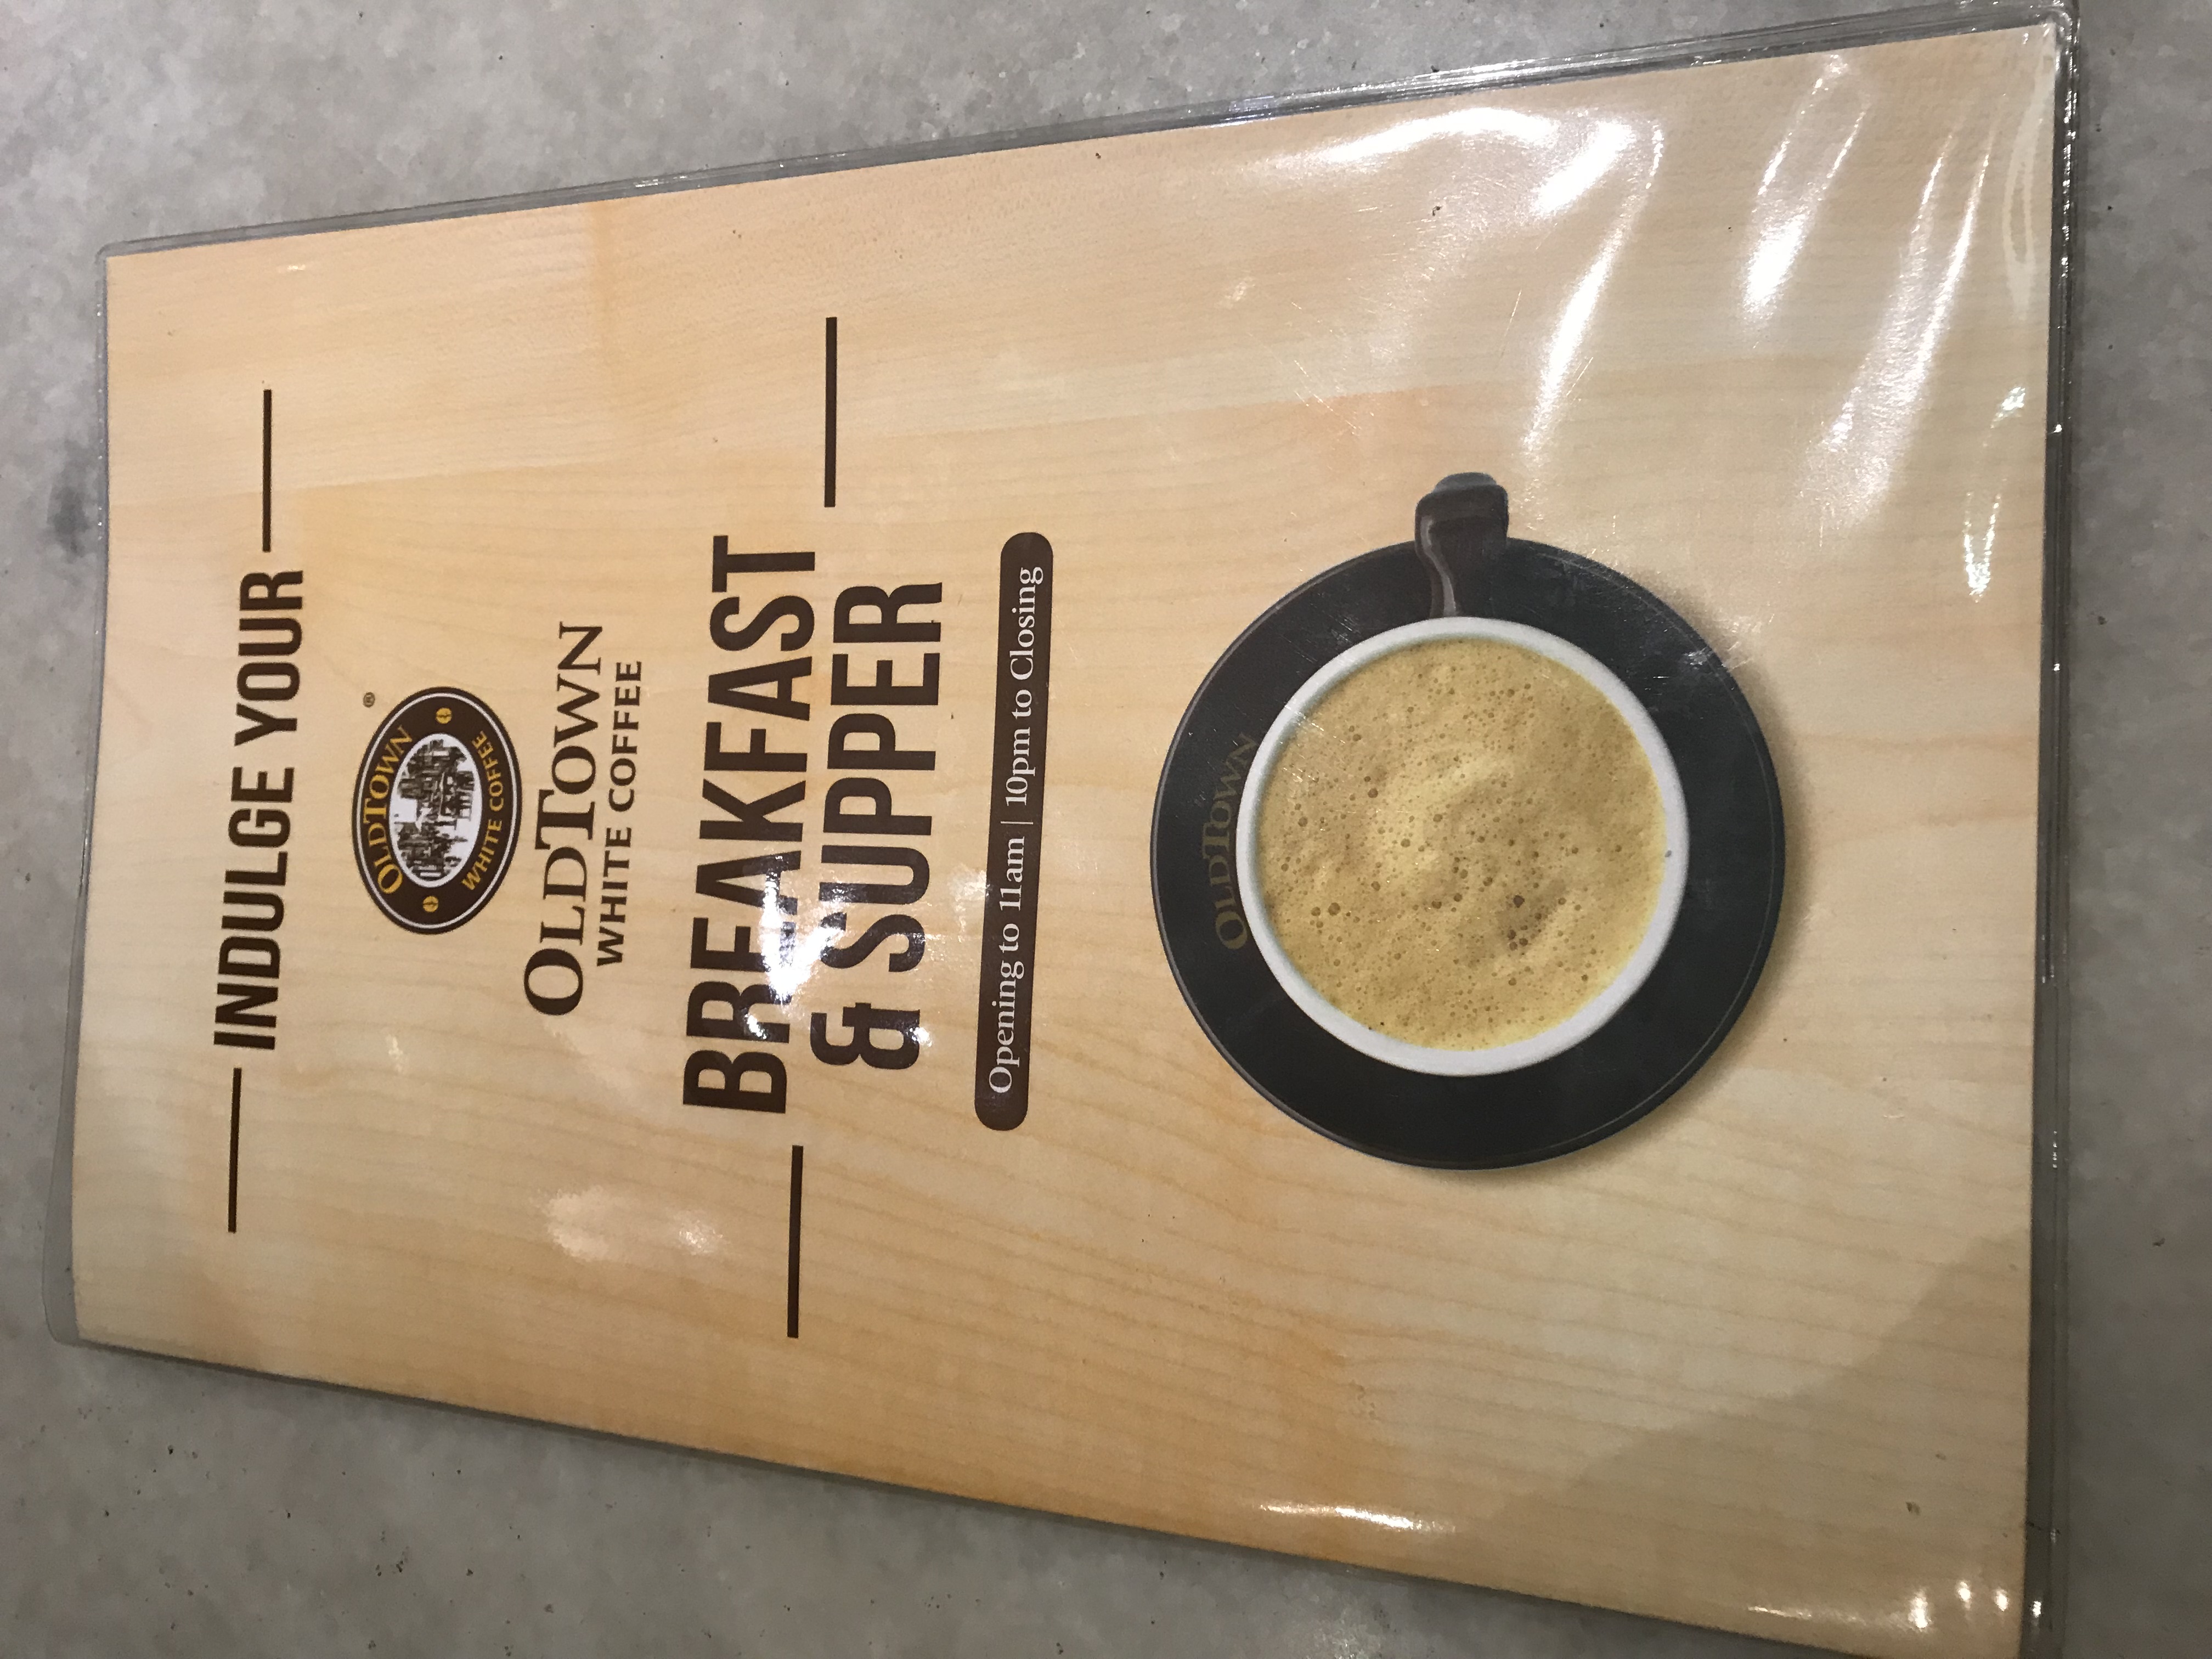 INDULGE YOUR
OLDTOWN
WHITE COFFEE
®
OLDTOWN
WHITE COFFEE
BREAKFAST
& SUPPER
Opening to 11am | 10pm to Closing
OLDTOWN